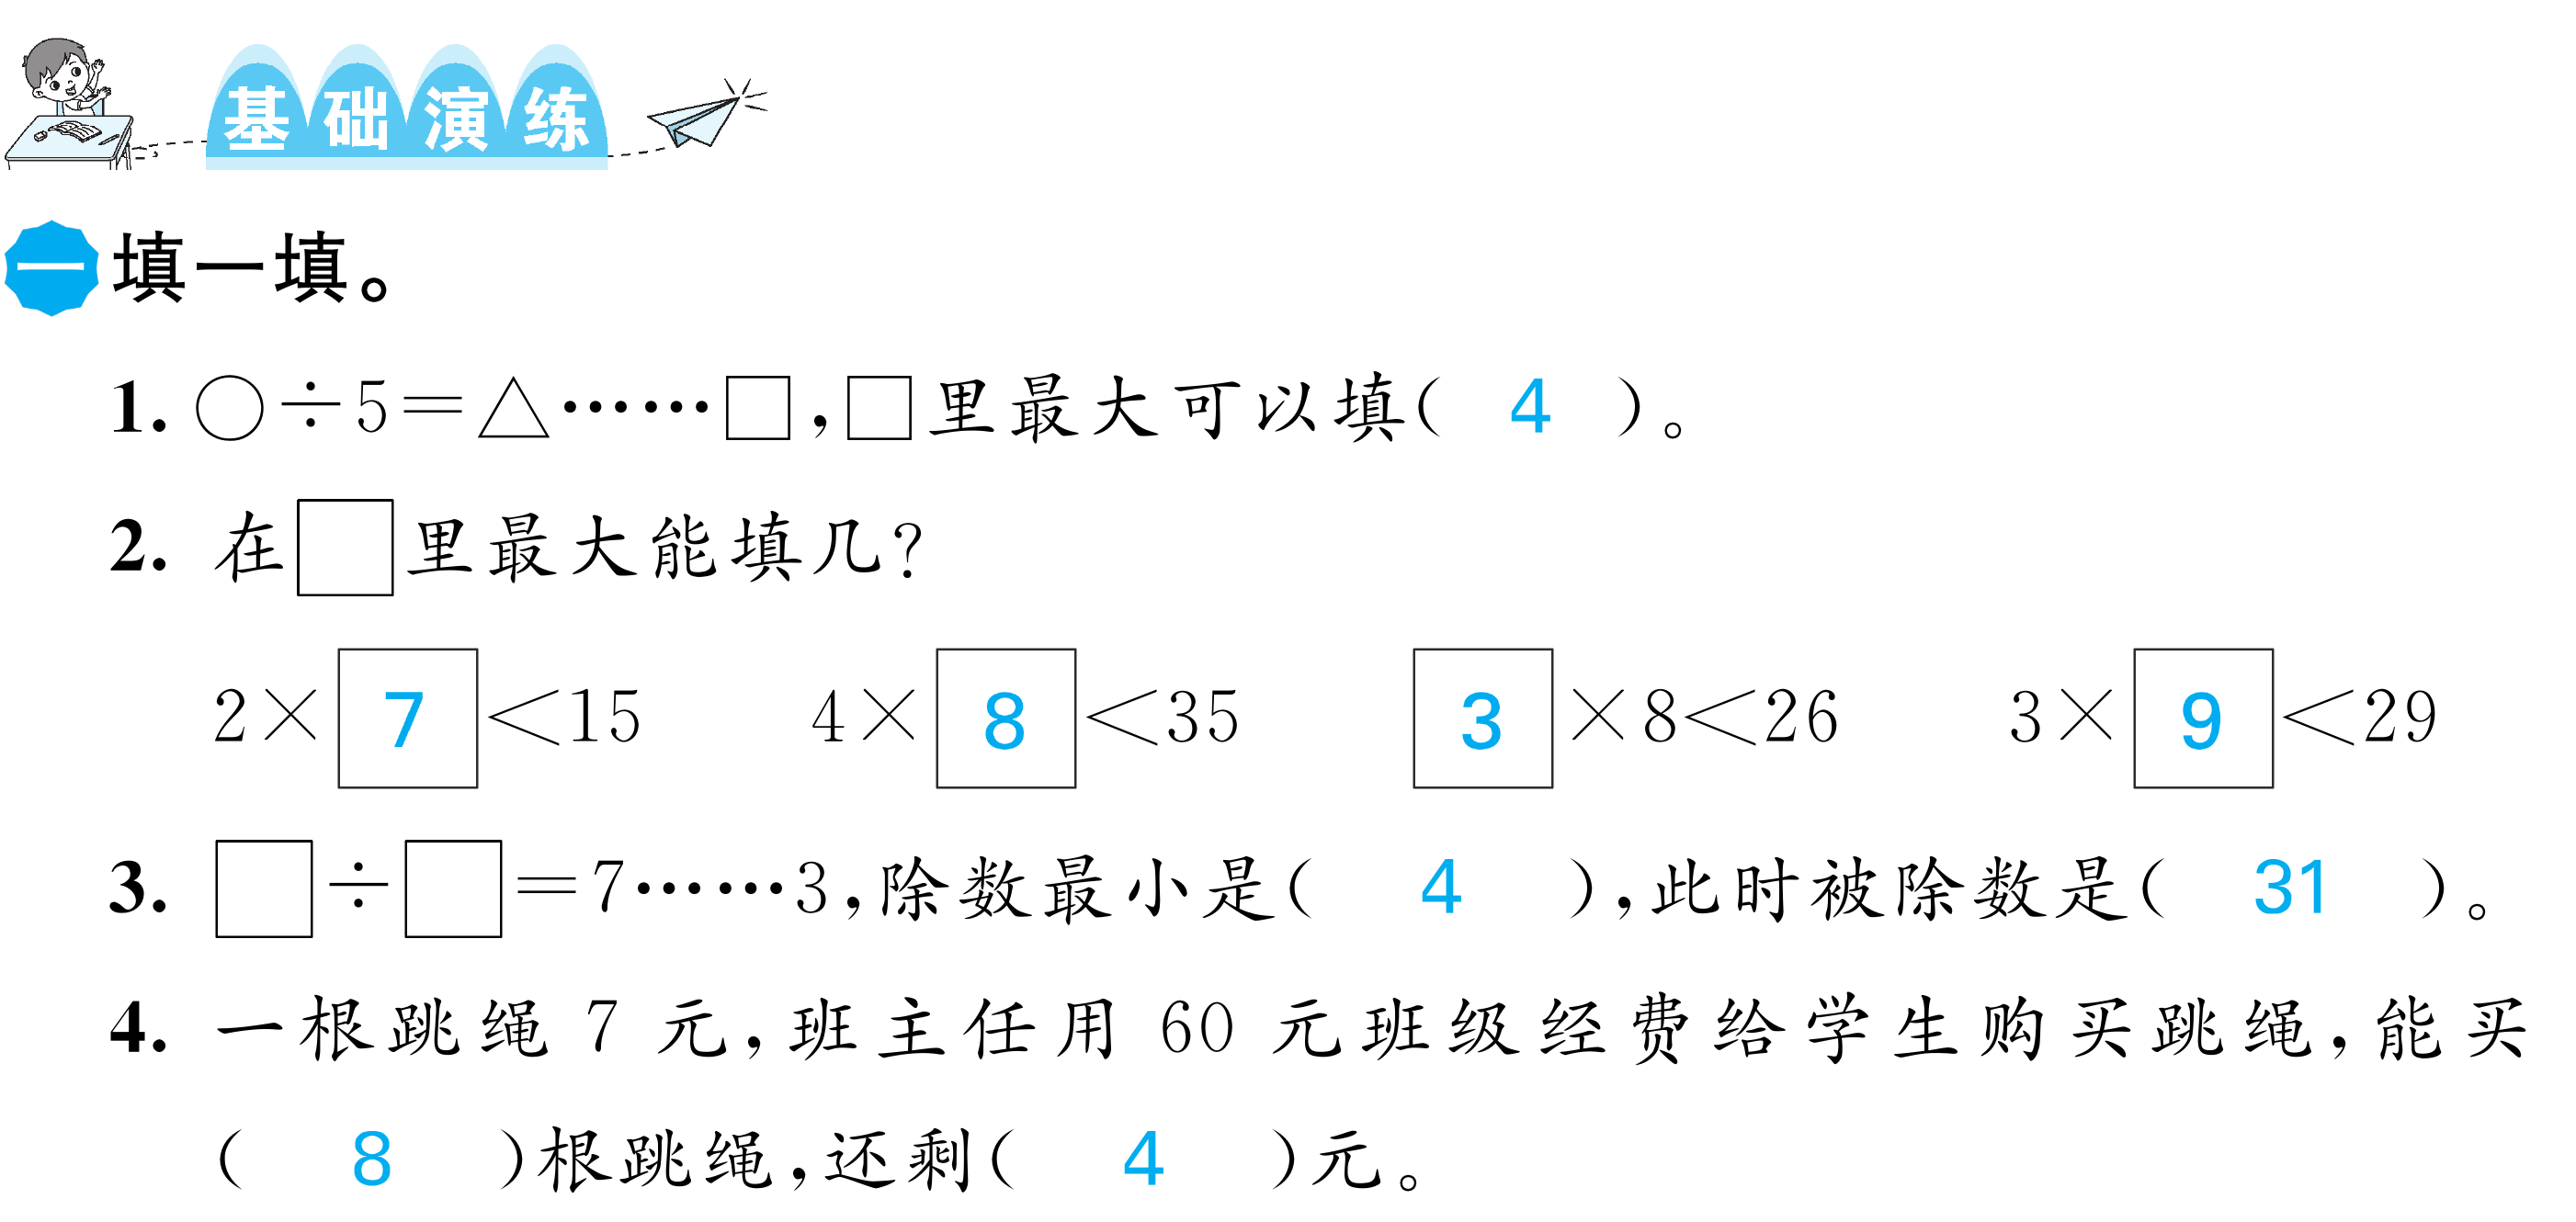 基础演练
一 填一填。
1. ○÷5=△……□,□里最大可以填( 4 )。
2. 在□里最大能填几?
2×7<15 4×8<35 3×8<26 3×9<29
3. □÷□=7……3,除数最小是( 4 ),此时被除数是( 31 )。
4. 一根跳绳 7 元,班主任用 60 元班级经费给学生购买跳绳,能买
( 8 )根跳绳,还剩( 4 )元。